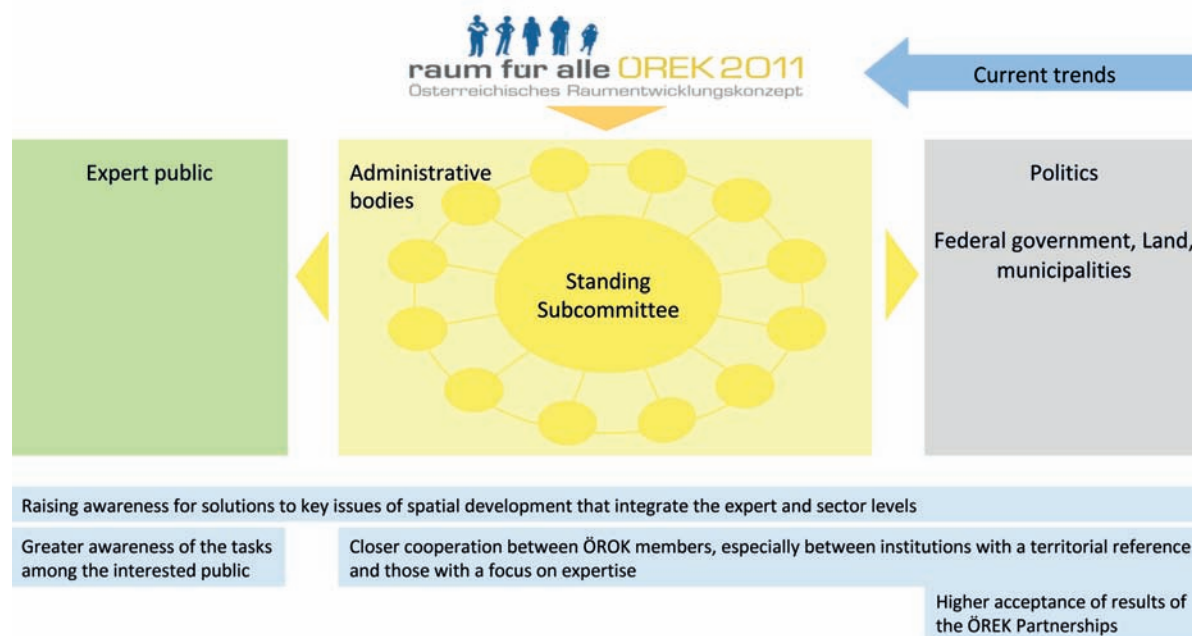 raum für alle ÖREK 2011
Österreichisches Raumentwicklungskonzept
Current trends
Expert public
Administrative
bodies
Standing
Subcommittee
Politics
Federal government, Land,
municipalities
Raising awareness for solutions to key issues of spatial development that integrate the expert and sector levels
Greater awareness of the tasks
among the interested public
Closer cooperation between ÖROK members, especially between institutions with a territorial reference
and those with a focus on expertise
Higher acceptance of results of
the ÖREK Partnerships